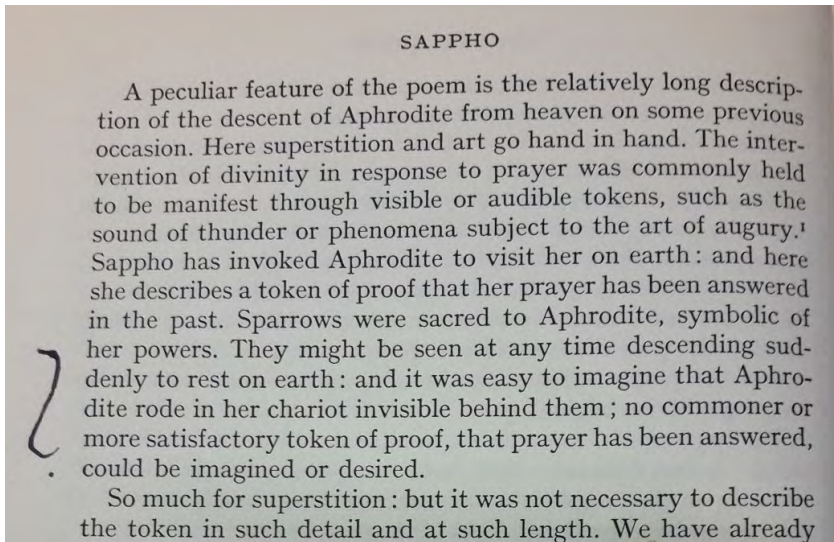 SAPPHO
A peculiar feature of the poem is the relatively long descrip-
tion of the descent of Aphrodite from heaven on some previous
occasion. Here superstition and art go hand in hand. The inter-
vention of divinity in response to prayer was commonly held
to be manifest through visible or audible tokens, such as the
sound of thunder or phenomena subject to the art of augury.¹
Sappho has invoked Aphrodite to visit her on earth: and here
she describes a token of proof that her prayer has been answered
in the past. Sparrows were sacred to Aphrodite, symbolic of
her powers. They might be seen at any time descending sud-
denly to rest on earth: and it was easy to imagine that Aphro-
dite rode in her chariot invisible behind them; no commoner or
more satisfactory token of proof, that prayer has been answered,
could be imagined or desired.
So much for superstition: but it was not necessary to describe
the token in such detail and at such length. We have already